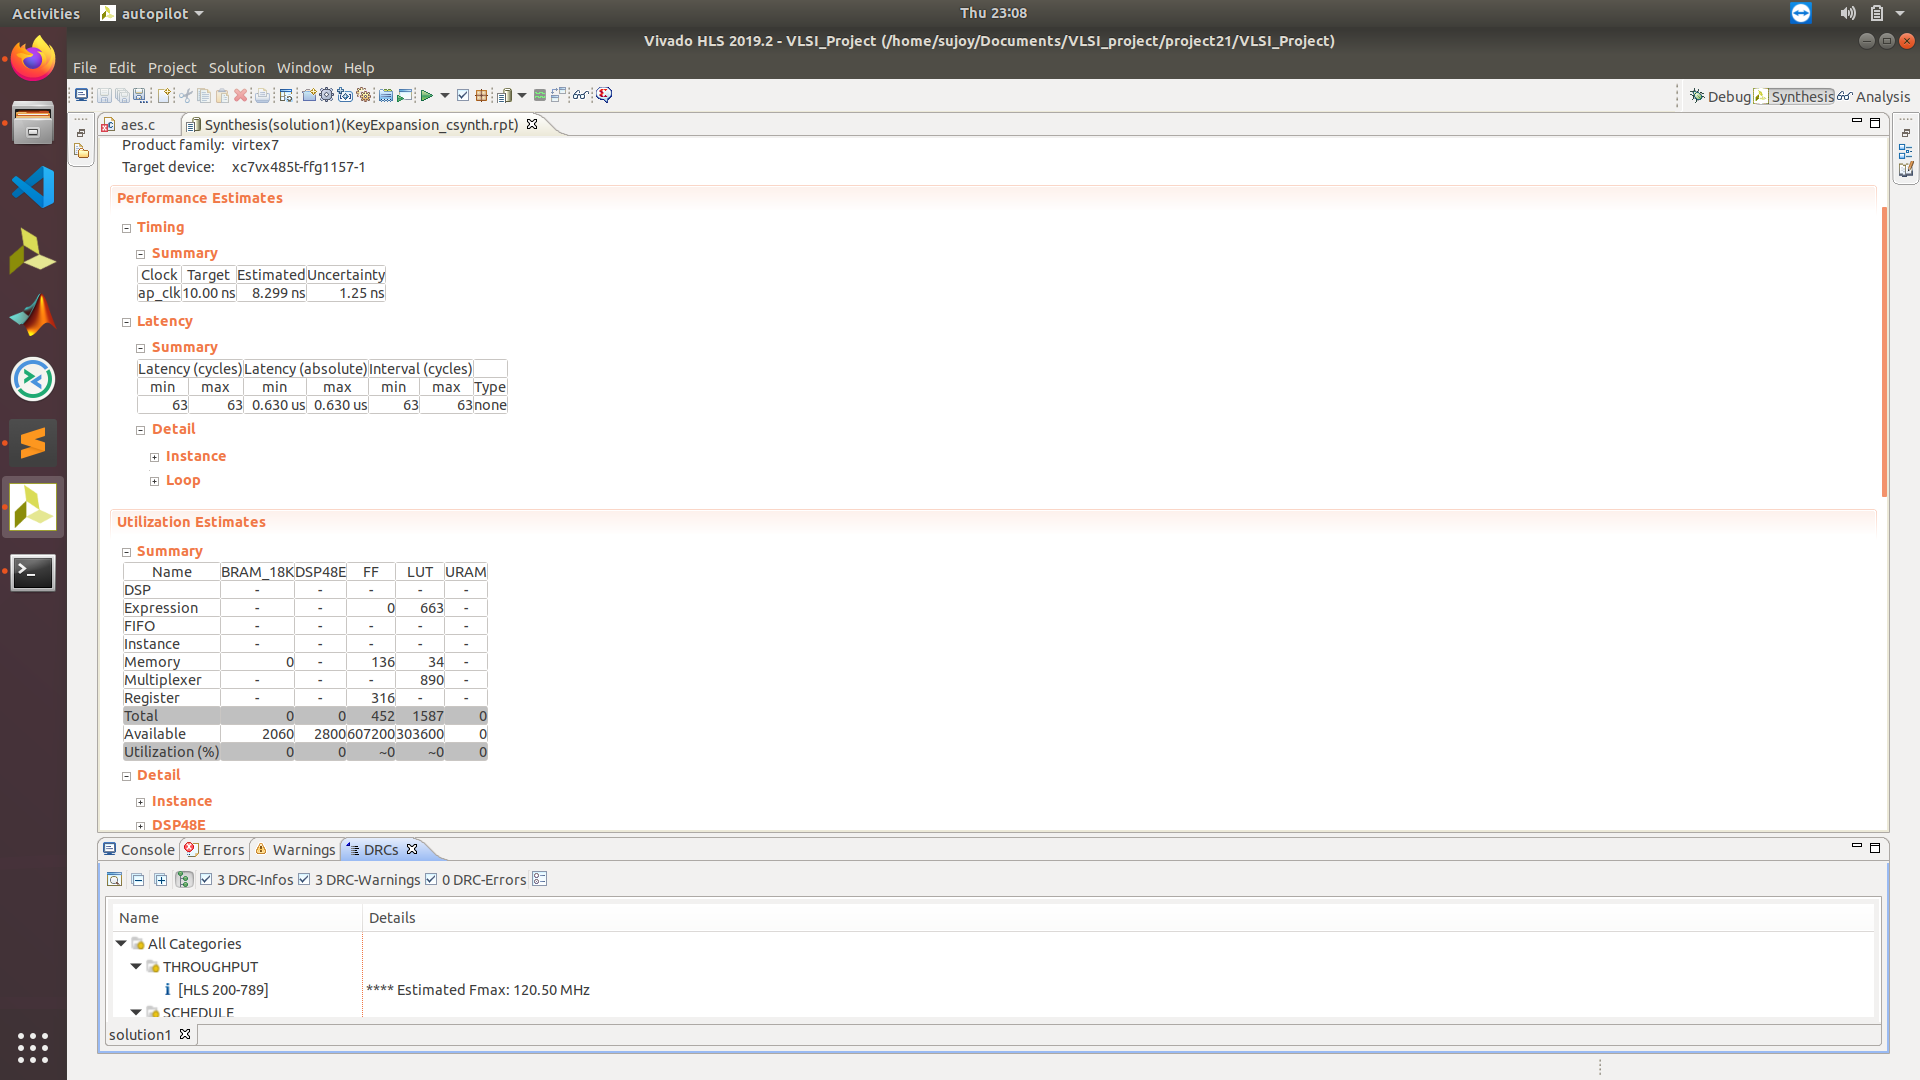 Activities autopilot Thu 23:08
Vivado HLS 2019.2 - VLSI_Project (/home/sujoy/Documents/VLSI_project/project21/VLSI_Project)
File Edit Project Solution Window Help
Debug Synthesis Analysis
aes.c Synthesis(solution1)(KeyExpansion_csynth.rpt)
Product family: virtex7
Target device: xc7vx485t-ffg1157-1
Performance Estimates
Timing
Summary
Clock Target Estimated Uncertainty
ap_clk 10.00 ns 8.299 ns 1.25 ns
Latency
Summary
Latency (cycles) Latency (absolute) Interval (cycles)
min max min max min max Type
63 63 0.630 us 0.630 us 63 63 none
Detail
Instance
Loop
Utilization Estimates
Summary
Name BRAM_18K DSP48E FF LUT URAM
DSP - - - - -
Expression - - 0 663 -
FIFO - - - - -
Instance - - - - -
Memory 0 - 136 34 -
Multiplexer - - - 890 -
Register - - 316 - -
Total 0 0 452 1587 0
Available 2060 2800 607200 303600 0
Utilization (%) 0 0 ~0 ~0 0
Detail
Instance
DSP48E
Console Errors Warnings DRCs
3 DRC-Infos 3 DRC-Warnings 0 DRC-Errors
Name Details
All Categories
THROUGHPUT
[HLS 200-789] **** Estimated Fmax: 120.50 MHz
SCHEDULE
solution1